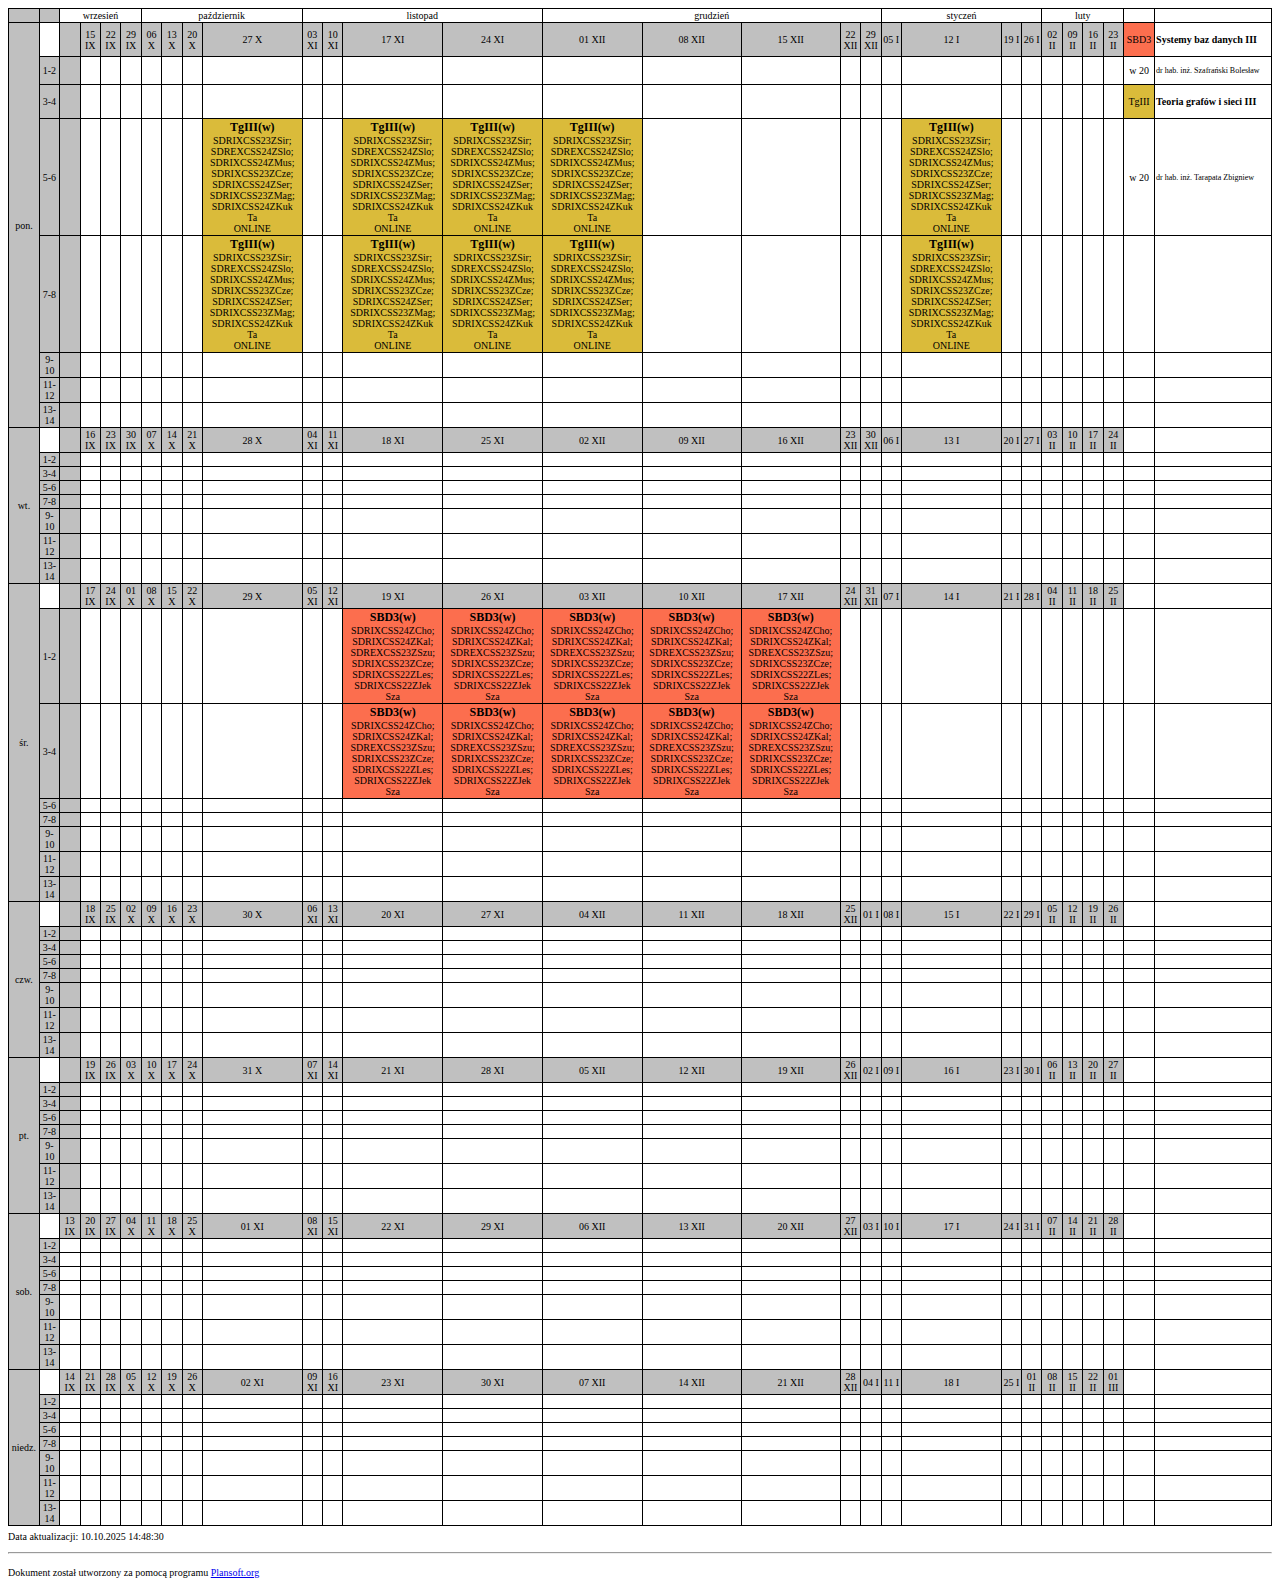 wrzesień październik listopad grudzień styczeń luty
pon.
15 IX 22 IX 29 IX 06 X 13 X 20 X 27 X 03 XI 10 XI 17 XI 24 XI 01 XII 08 XII 15 XII 22 XII 29 XII 05 I 12 I 19 I 26 I 02 II 09 II 16 II 23 II SBD3 Systemy baz danych III
1-2 w 20 dr hab. inż. Szafrański Bolesław
3-4 TgIII Teoria grafów i sieci III
5-6 w 20 dr hab. inż. Tarapata Zbigniew
TgIII(w) TgIII(w) TgIII(w) TgIII(w) TgIII(w)
SDRIXCSS23ZSir; SDRIXCSS23ZSir; SDRIXCSS23ZSir; SDRIXCSS23ZSir; SDRIXCSS23ZSir;
SDREXCSS24ZSlo; SDREXCSS24ZSlo; SDREXCSS24ZSlo; SDREXCSS24ZSlo; SDREXCSS24ZSlo;
SDRIXCSS24ZMus; SDRIXCSS24ZMus; SDRIXCSS24ZMus; SDRIXCSS24ZMus; SDRIXCSS24ZMus;
SDRIXCSS23ZCze; SDRIXCSS23ZCze; SDRIXCSS23ZCze; SDRIXCSS23ZCze; SDRIXCSS23ZCze;
SDRIXCSS24ZSer; SDRIXCSS24ZSer; SDRIXCSS24ZSer; SDRIXCSS24ZSer; SDRIXCSS24ZSer;
SDRIXCSS23ZMag; SDRIXCSS23ZMag; SDRIXCSS23ZMag; SDRIXCSS23ZMag; SDRIXCSS23ZMag;
SDRIXCSS24ZKuk SDRIXCSS24ZKuk SDRIXCSS24ZKuk SDRIXCSS24ZKuk SDRIXCSS24ZKuk
Ta Ta Ta Ta Ta
ONLINE ONLINE ONLINE ONLINE ONLINE
7-8
TgIII(w) TgIII(w) TgIII(w) TgIII(w) TgIII(w)
SDRIXCSS23ZSir; SDRIXCSS23ZSir; SDRIXCSS23ZSir; SDRIXCSS23ZSir; SDRIXCSS23ZSir;
SDREXCSS24ZSlo; SDREXCSS24ZSlo; SDREXCSS24ZSlo; SDREXCSS24ZSlo; SDREXCSS24ZSlo;
SDRIXCSS24ZMus; SDRIXCSS24ZMus; SDRIXCSS24ZMus; SDRIXCSS24ZMus; SDRIXCSS24ZMus;
SDRIXCSS23ZCze; SDRIXCSS23ZCze; SDRIXCSS23ZCze; SDRIXCSS23ZCze; SDRIXCSS23ZCze;
SDRIXCSS24ZSer; SDRIXCSS24ZSer; SDRIXCSS24ZSer; SDRIXCSS24ZSer; SDRIXCSS24ZSer;
SDRIXCSS23ZMag; SDRIXCSS23ZMag; SDRIXCSS23ZMag; SDRIXCSS23ZMag; SDRIXCSS23ZMag;
SDRIXCSS24ZKuk SDRIXCSS24ZKuk SDRIXCSS24ZKuk SDRIXCSS24ZKuk SDRIXCSS24ZKuk
Ta Ta Ta Ta Ta
ONLINE ONLINE ONLINE ONLINE ONLINE
9-10
11-12
13-14
wt.
16 IX 23 IX 30 IX 07 X 14 X 21 X 28 X 04 XI 11 XI 18 XI 25 XI 02 XII 09 XII 16 XII 23 XII 30 XII 06 I 13 I 20 I 27 I 03 II 10 II 17 II 24 II
1-2
3-4
5-6
7-8
9-10
11-12
13-14
śr.
17 IX 24 IX 01 X 08 X 15 X 22 X 29 X 05 XI 12 XI 19 XI 26 XI 03 XII 10 XII 17 XII 24 XII 31 XII 07 I 14 I 21 I 28 I 04 II 11 II 18 II 25 II
1-2
SBD3(w) SBD3(w) SBD3(w) SBD3(w) SBD3(w)
SDRIXCSS24ZCho; SDRIXCSS24ZCho; SDRIXCSS24ZCho; SDRIXCSS24ZCho; SDRIXCSS24ZCho;
SDRIXCSS24ZKal; SDRIXCSS24ZKal; SDRIXCSS24ZKal; SDRIXCSS24ZKal; SDRIXCSS24ZKal;
SDREXCSS23ZSzu; SDREXCSS23ZSzu; SDREXCSS23ZSzu; SDREXCSS23ZSzu; SDREXCSS23ZSzu;
SDRIXCSS23ZCze; SDRIXCSS23ZCze; SDRIXCSS23ZCze; SDRIXCSS23ZCze; SDRIXCSS23ZCze;
SDRIXCSS22ZLes; SDRIXCSS22ZLes; SDRIXCSS22ZLes; SDRIXCSS22ZLes; SDRIXCSS22ZLes;
SDRIXCSS22ZJek SDRIXCSS22ZJek SDRIXCSS22ZJek SDRIXCSS22ZJek SDRIXCSS22ZJek
Sza Sza Sza Sza Sza
3-4
SBD3(w) SBD3(w) SBD3(w) SBD3(w) SBD3(w)
SDRIXCSS24ZCho; SDRIXCSS24ZCho; SDRIXCSS24ZCho; SDRIXCSS24ZCho; SDRIXCSS24ZCho;
SDRIXCSS24ZKal; SDRIXCSS24ZKal; SDRIXCSS24ZKal; SDRIXCSS24ZKal; SDRIXCSS24ZKal;
SDREXCSS23ZSzu; SDREXCSS23ZSzu; SDREXCSS23ZSzu; SDREXCSS23ZSzu; SDREXCSS23ZSzu;
SDRIXCSS23ZCze; SDRIXCSS23ZCze; SDRIXCSS23ZCze; SDRIXCSS23ZCze; SDRIXCSS23ZCze;
SDRIXCSS22ZLes; SDRIXCSS22ZLes; SDRIXCSS22ZLes; SDRIXCSS22ZLes; SDRIXCSS22ZLes;
SDRIXCSS22ZJek SDRIXCSS22ZJek SDRIXCSS22ZJek SDRIXCSS22ZJek SDRIXCSS22ZJek
Sza Sza Sza Sza Sza
5-6
7-8
9-10
11-12
13-14
czw.
18 IX 25 IX 02 X 09 X 16 X 23 X 30 X 06 XI 13 XI 20 XI 27 XI 04 XII 11 XII 18 XII 25 XII 01 I 08 I 15 I 22 I 29 I 05 II 12 II 19 II 26 II
1-2
3-4
5-6
7-8
9-10
11-12
13-14
pt.
19 IX 26 IX 03 X 10 X 17 X 24 X 31 X 07 XI 14 XI 21 XI 28 XI 05 XII 12 XII 19 XII 26 XII 02 I 09 I 16 I 23 I 30 I 06 II 13 II 20 II 27 II
1-2
3-4
5-6
7-8
9-10
11-12
13-14
sob.
13 IX 20 IX 27 IX 04 X 11 X 18 X 25 X 01 XI 08 XI 15 XI 22 XI 29 XI 06 XII 13 XII 20 XII 27 XII 03 I 10 I 17 I 24 I 31 I 07 II 14 II 21 II 28 II
1-2
3-4
5-6
7-8
9-10
11-12
13-14
niedz.
14 IX 21 IX 28 IX 05 X 12 X 19 X 26 X 02 XI 09 XI 16 XI 23 XI 30 XI 07 XII 14 XII 21 XII 28 XII 04 I 11 I 18 I 25 I 01 II 08 II 15 II 22 II 01 III
1-2
3-4
5-6
7-8
9-10
11-12
13-14
Data aktualizacji: 10.10.2025 14:48:30
Dokument został utworzony za pomocą programu Plansoft.org